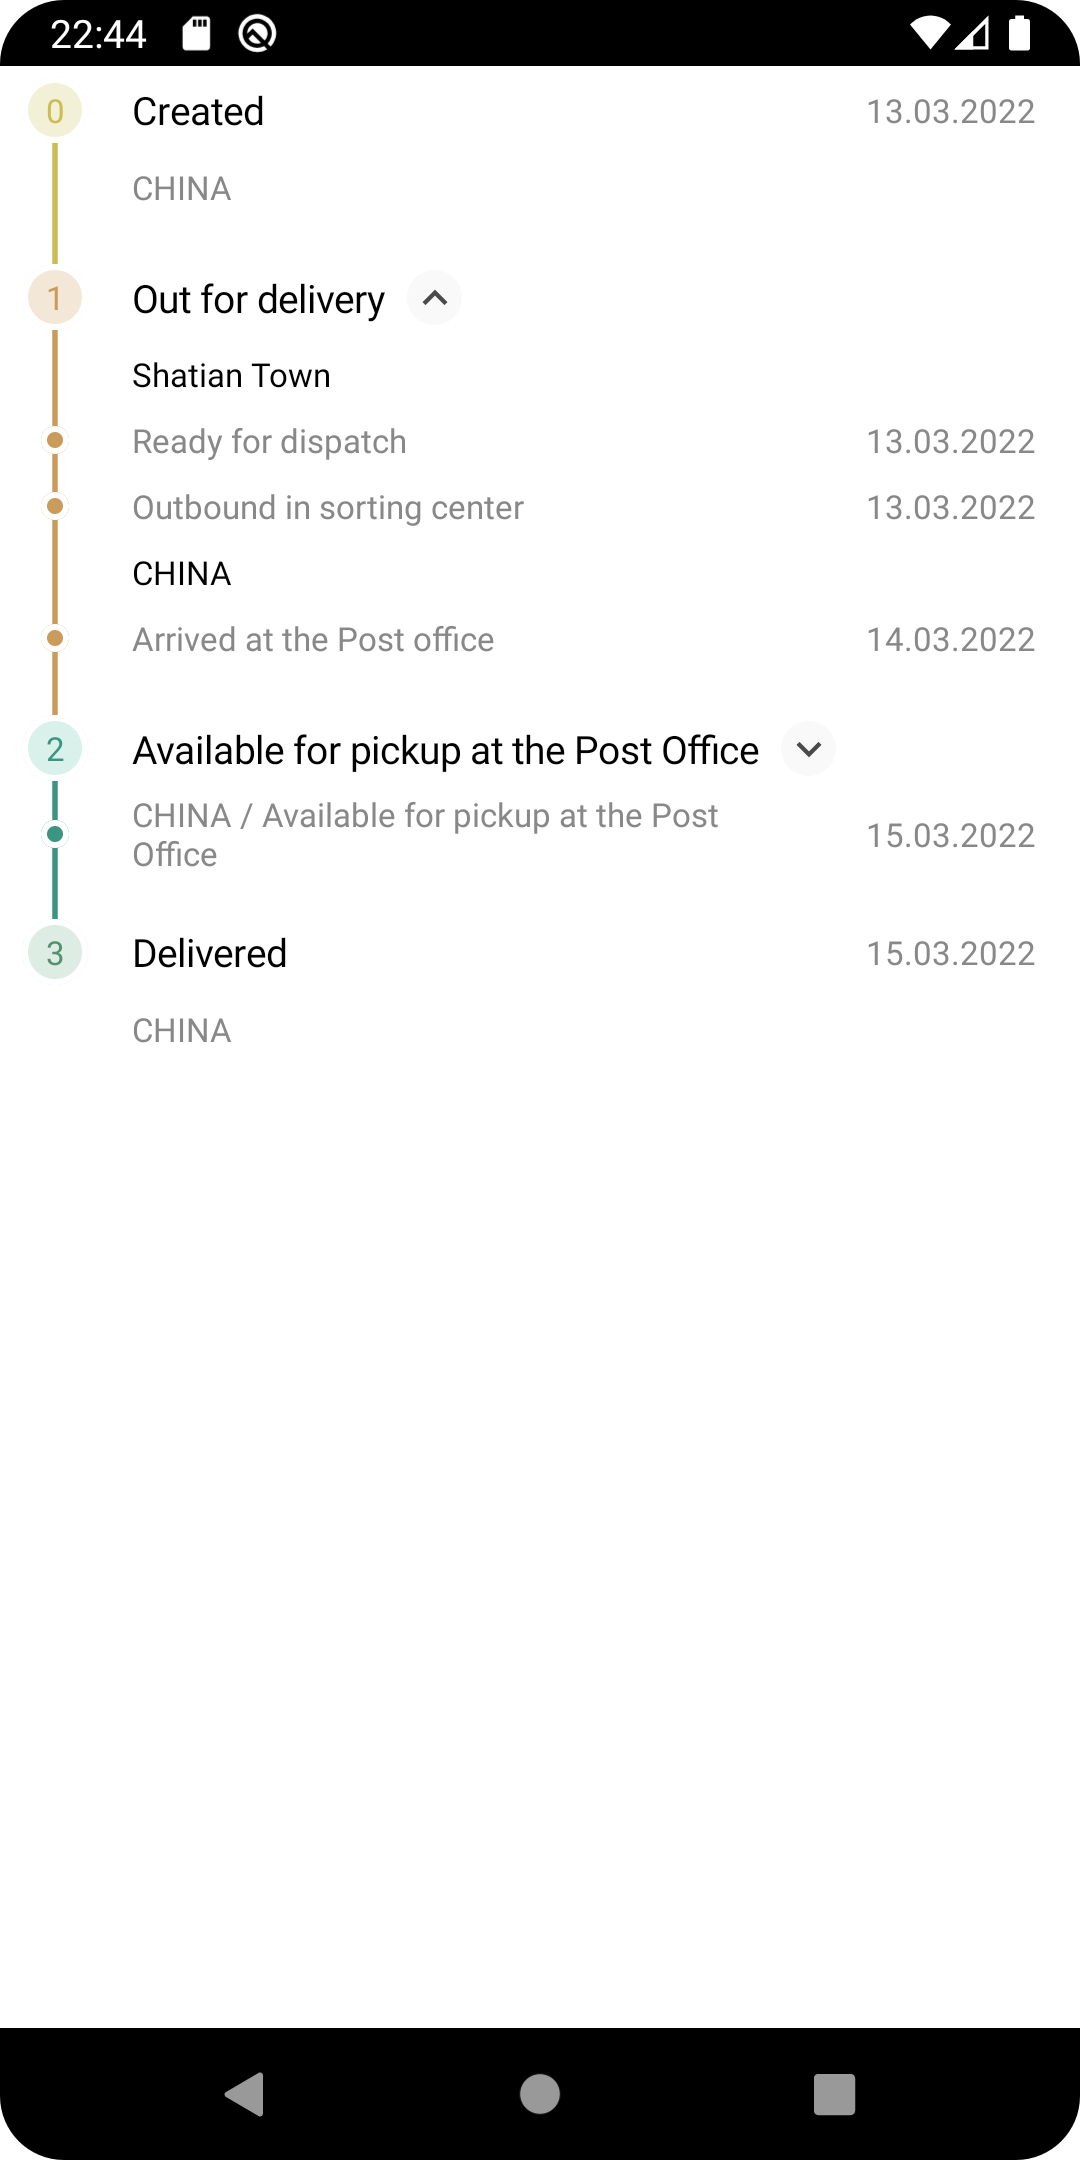 22:44
0 Created 13.03.2022
CHINA
1 Out for delivery
Shatian Town
Ready for dispatch 13.03.2022
Outbound in sorting center 13.03.2022
CHINA
Arrived at the Post office 14.03.2022
2 Available for pickup at the Post Office
CHINA / Available for pickup at the Post
Office 15.03.2022
3 Delivered 15.03.2022
CHINA